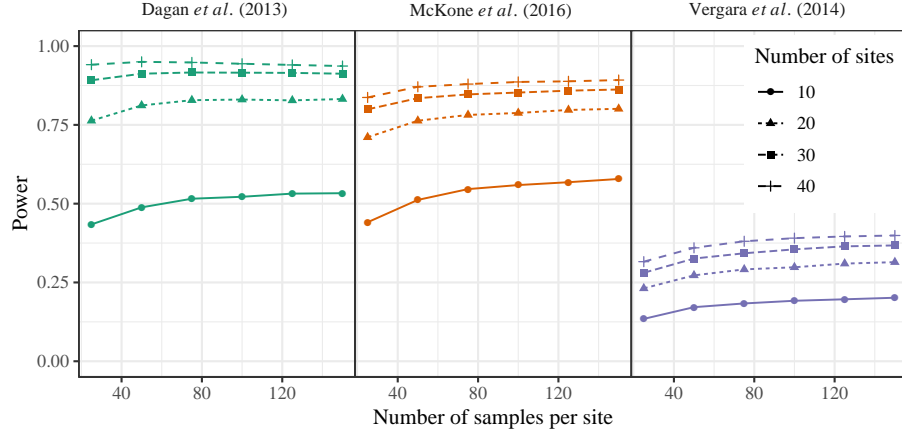 Dagan et al. (2013) McKone et al. (2016) Vergara et al. (2014)
1.00
0.75
0.50
0.25
0.00
Power
Number of sites
10
20
30
40
40 80 120 40 80 120 40 80 120
Number of samples per site